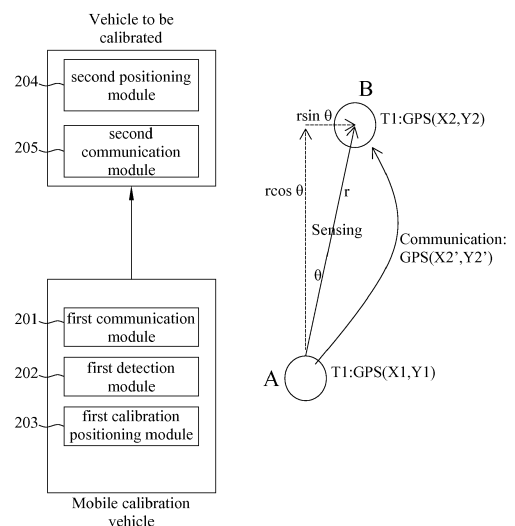 Vehicle to be
calibrated
204
second positioning
module
205
second
communication
module
201
first communication
module
202
first detection
module
203
first calibration
positioning module
Mobile calibration
vehicle
B
rsin θ
T1:GPS(X2,Y2)
rcos θ
r
Sensing
θ
Communication:
GPS(X2’,Y2’)
A
T1:GPS(X1,Y1)